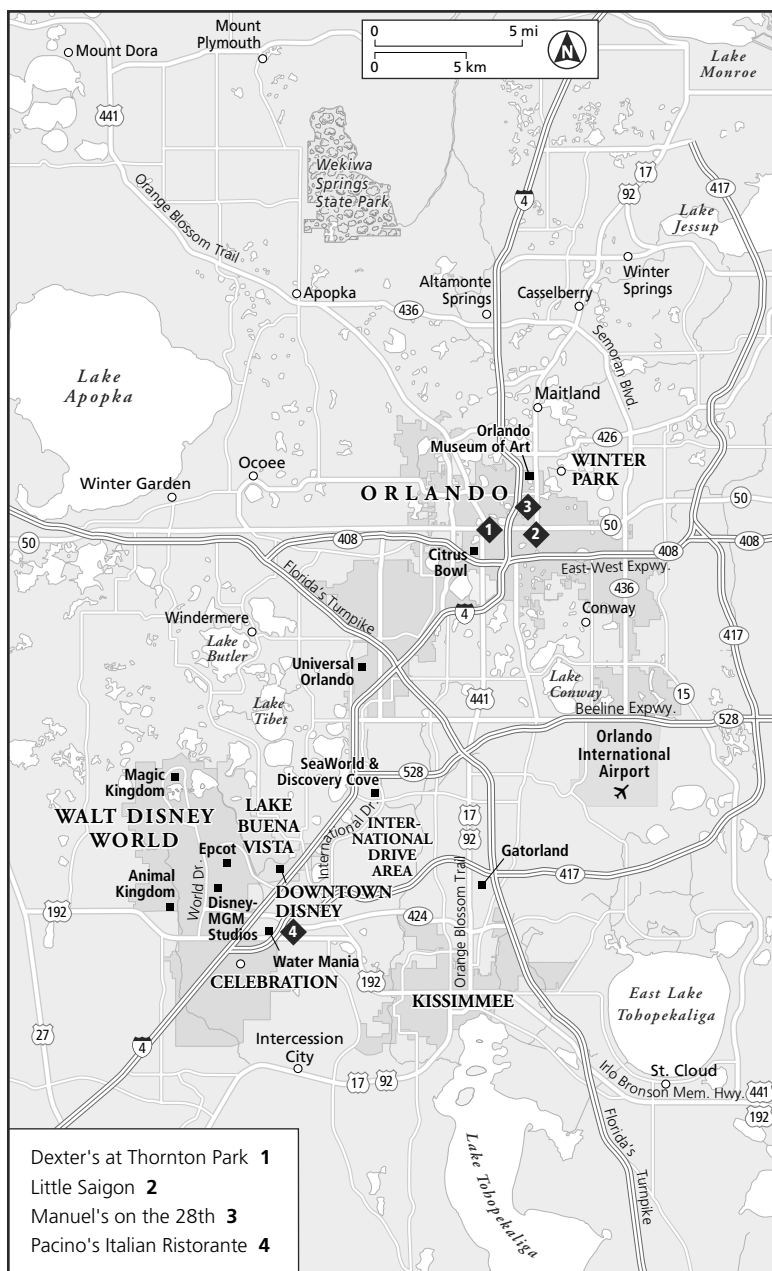 0 5 mi
0 5 km
N
Mount
Plymouth
Mount Dora
Lake
Monroe
441
Wekiwa
Springs
State Park
17
92
417
4
Orange Blossom Trail
Lake
Jessup
Winter
Springs
Altamonte
Springs
Casselberry
Apopka
436
Semoran Blvd.
Lake
Apopka
Maitland
Orlando
Museum of Art
426
WINTER
PARK
Ocoee
Winter Garden
ORLANDO
3
50
50
1
2
50
408
Citrus
Bowl
408
408
East-West Expwy.
Florida's Turnpike
436
4
Conway
Windermere
Lake
Butler
417
Universal
Orlando
Lake
Tibet
441
Lake
Conway
15
Beeline Expwy.
528
Orlando
International
Airport
SeaWorld &
Discovery Cove
528
Magic
Kingdom
WALT DISNEY
WORLD
LAKE
BUENA
VISTA
International Dr.
INTER-
NATIONAL
DRIVE
AREA
17
92
Gatorland
Epcot
World Dr.
Animal
Kingdom
417
417
DOWNTOWN
DISNEY
Orange Blossom Trail
192
Disney-
MGM
Studios
424
4
Water Mania
CELEBRATION
192
KISSIMMEE
East Lake
Tohopekaliga
27
4
Intercession
City
17
92
St. Cloud
Irlo Bronson Mem. Hwy.
441
192
Florida's
Turnpike
Lake Tohopekaliga
Dexter's at Thornton Park 1
Little Saigon 2
Manuel's on the 28th 3
Pacino's Italian Ristorante 4